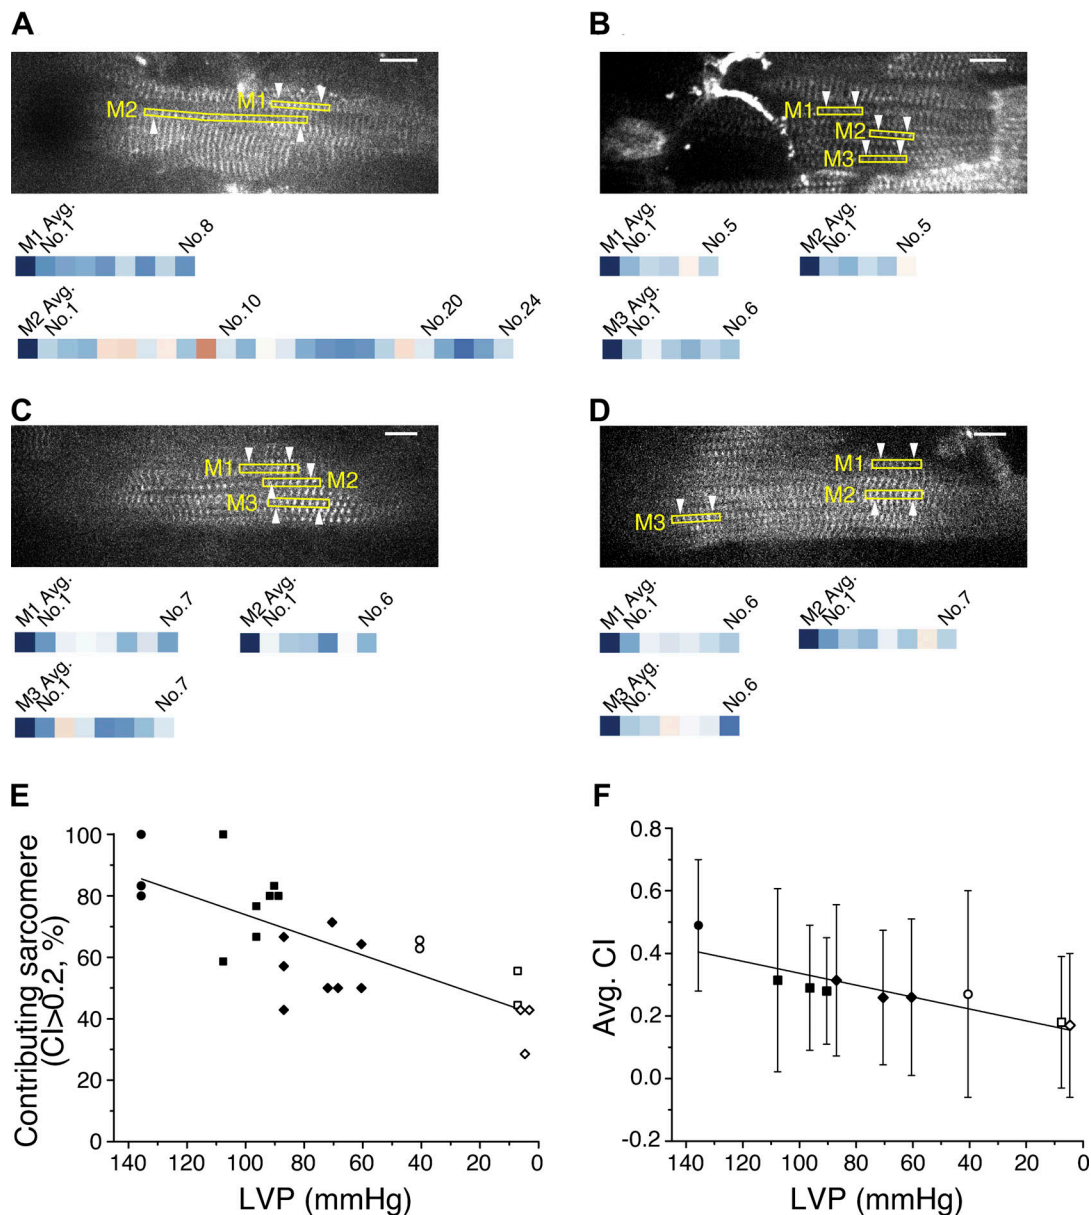 A
M1
M2
M1 Avg.
No.1
No.8
M2 Avg.
No.1
No.10
No.20
No.24
B
M1
M2
M3
M1 Avg.
No.1
No.5
M2 Avg.
No.1
No.5
M3 Avg.
No.1
No.6
C
M1
M2
M3
M1 Avg.
No.1
No.7
M2 Avg.
No.1
No.6
M3 Avg.
No.1
No.7
D
M1
M2
M3
M1 Avg.
No.1
No.6
M2 Avg.
No.1
No.7
M3 Avg.
No.1
No.6
E
Contributing sarcomere
(CI>0.2, %)
100
80
60
40
20
0
140 120 100 80 60 40 20 0
LVP (mmHg)
F
Avg. CI
0.8
0.6
0.4
0.2
0.0
-0.2
140 120 100 80 60 40 20 0
LVP (mmHg)